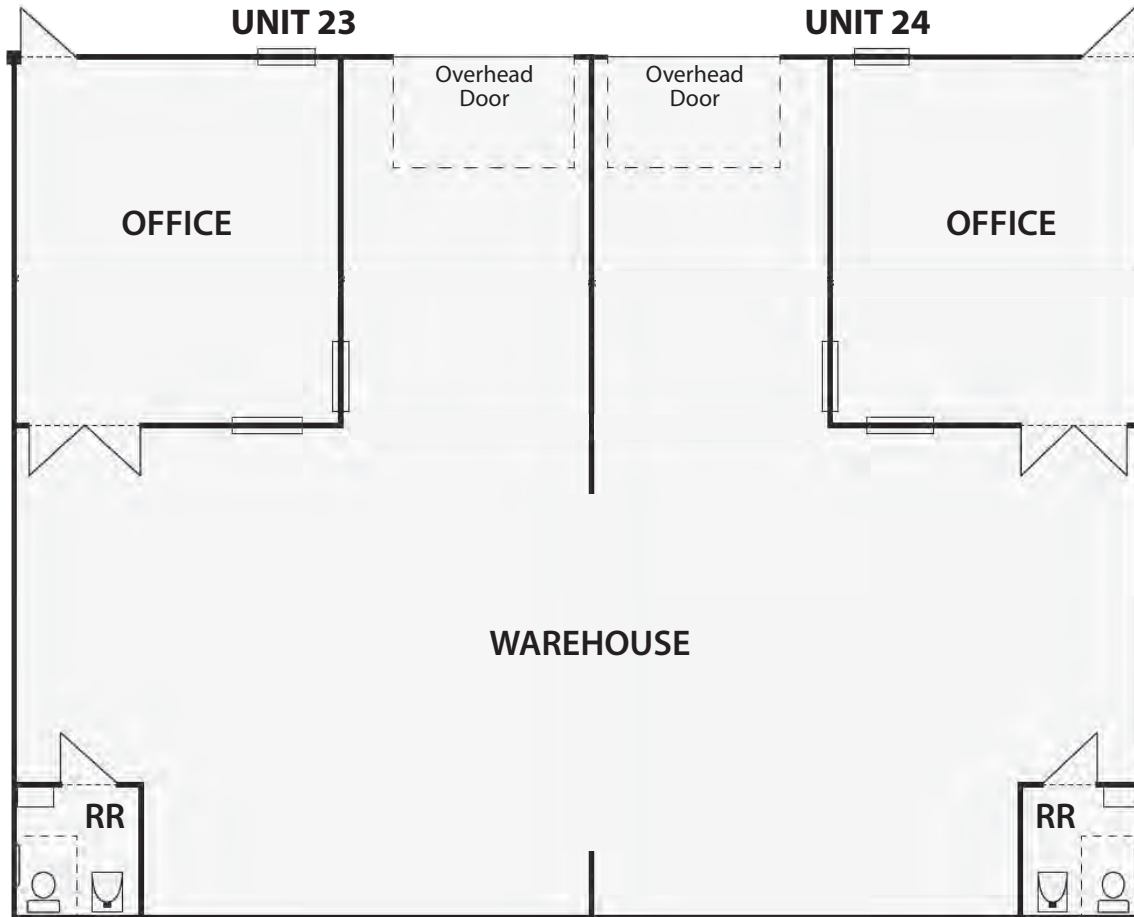 UNIT 23
UNIT 24
Overhead
Door
Overhead
Door
OFFICE
OFFICE
WAREHOUSE
RR
RR